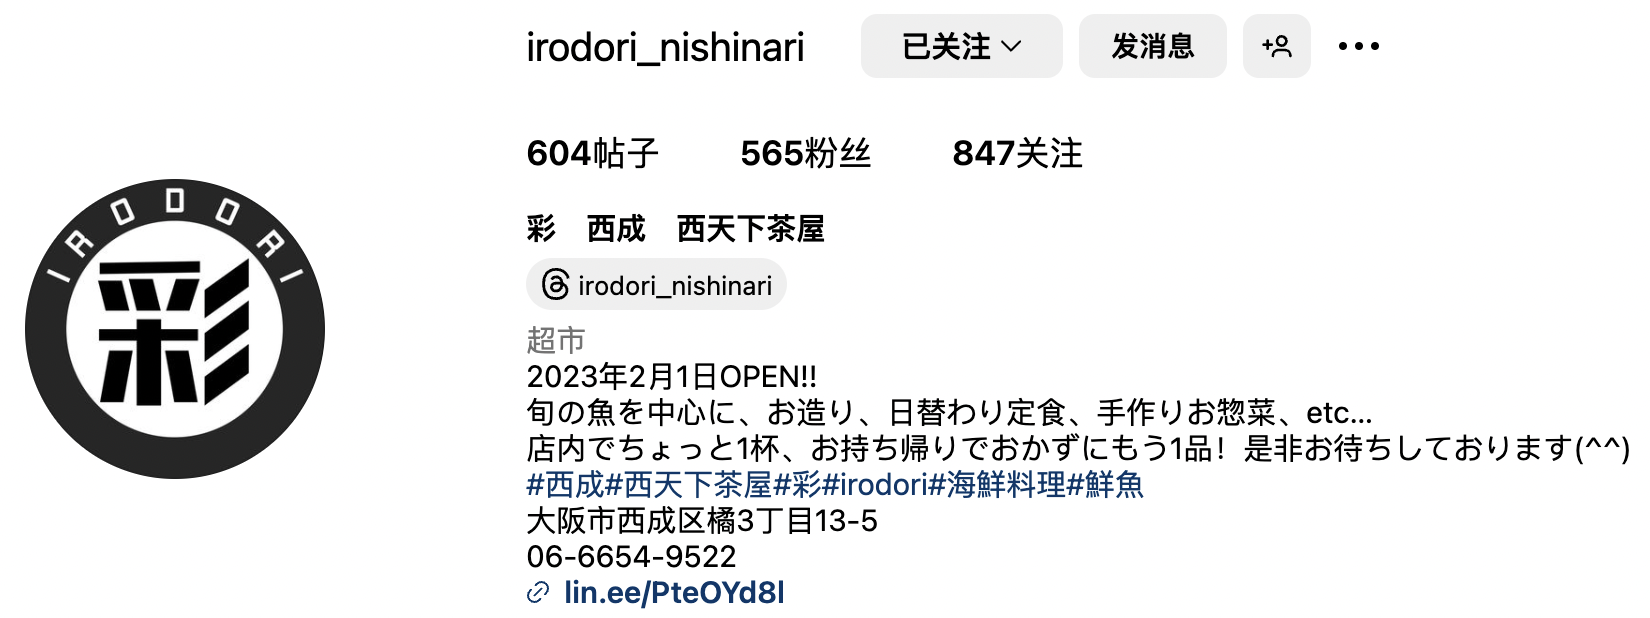 irodori_nishinari 已关注 发消息
604帖子 565粉丝 847关注
IRODORI
彩
彩　西成　西天下茶屋
irodori_nishinari
超市
2023年2月1日OPEN!!
旬の魚を中心に、お造り、日替わり定食、手作りお惣菜、etc...
店内でちょっと1杯、お持ち帰りでおかずにもう1品！是非お待ちしております(^^)
#西成#西天下茶屋#彩#irodori#海鮮料理#鮮魚
大阪市西成区橘3丁目13-5
06-6654-9522
lin.ee/PteOYd8l